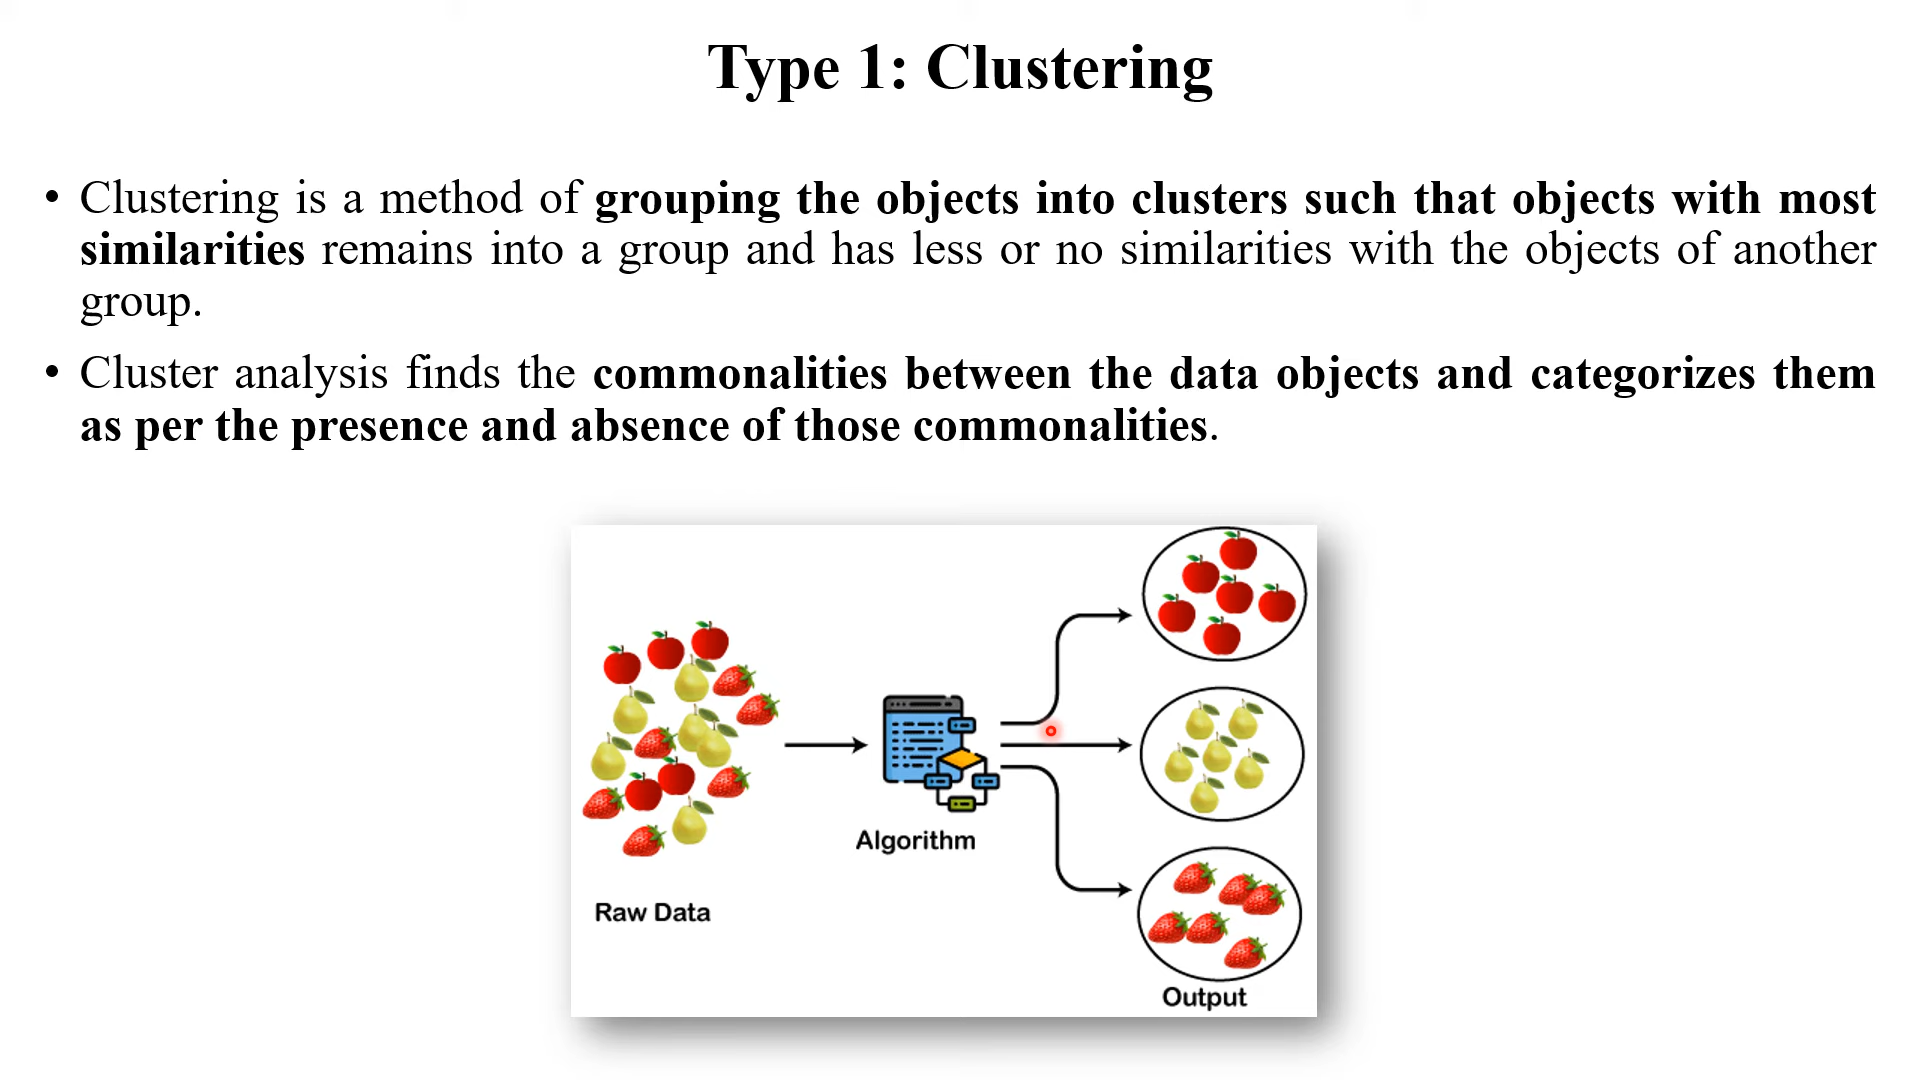 Type 1: Clustering
• Clustering is a method of grouping the objects into clusters such that objects with most
similarities remains into a group and has less or no similarities with the objects of another
group.
• Cluster analysis finds the commonalities between the data objects and categorizes them
as per the presence and absence of those commonalities.
Algorithm
Raw Data
Output